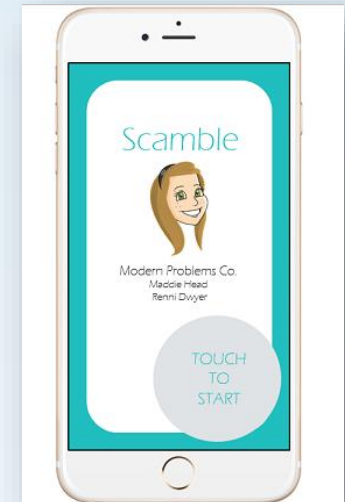 Scamble
Modern Problems Co.
Maddie Head
Renni Dwyer
TOUCH
TO
START